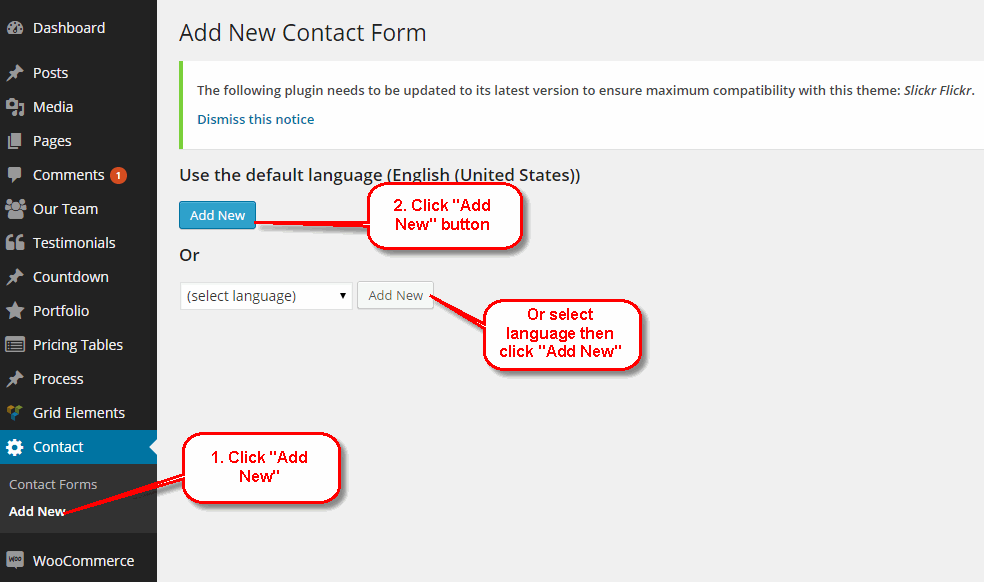 Dashboard
Posts
Media
Pages
Comments 1
Our Team
Testimonials
Countdown
Portfolio
Pricing Tables
Process
Grid Elements
Contact
Contact Forms
Add New
WOO WooCommerce
Add New Contact Form
The following plugin needs to be updated to its latest version to ensure maximum compatibility with this theme: Slickr Flickr.
Dismiss this notice
Use the default language (English (United States))
Add New
2. Click "Add
New" button
Or
(select language)
Add New
Or select
language then
click "Add New"
1. Click "Add
New"